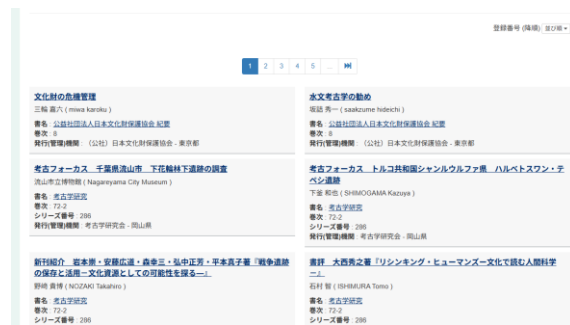 登録番号 (降順) 並び順
1 2 3 4 5 ...
文化財の危機管理
三輪 嘉六 ( miwa karoku )
書名 : 公益社団法人日本文化財保護協会 紀要
巻次 : 8
発行(管理)機関 : （公社）日本文化財保護協会 - 東京都
水文考古学の勧め
秀一 ( saakzume hideichi )
書名 : 公益社団法人日本文化財保護協会 紀要
巻次 : 8
発行(管理)機関 : （公社）日本文化財保護協会 - 東京都
考古フォーカス 千葉県流山市 下花輪林下遺跡の調査
流山市立博物館 ( Nagareyama City Museum )
書名 : 考古学研究
巻次 : 72-2
シリーズ番号 : 286
発行(管理)機関 : 考古学研究会 - 岡山県
考古フォーカス トルコ共和国シャンルウルファ県 ハルベトスワン・テ
ペシ遺跡
下釜 和也 ( SHIMOGAMA Kazuya )
書名 : 考古学研究
巻次 : 72-2
シリーズ番号 : 286
発行(管理)機関 : 考古学研究会 - 岡山県
新刊紹介 岩本崇・安藤広道・森幸三・弘中正芳・平本真子著『戦争遺跡
の保存と活用－文化資源としての可能性を探る―』
野崎 貴博 ( NOZAKI Takahiro )
書名 : 考古学研究
巻次 : 72-2
シリーズ番号 : 286
書評 大西秀之著『リシンキング・ヒューマンズ－文化で読む人間科学
－』
石村 智 ( ISHIMURA Tomo )
書名 : 考古学研究
巻次 : 72-2
シリーズ番号 : 286